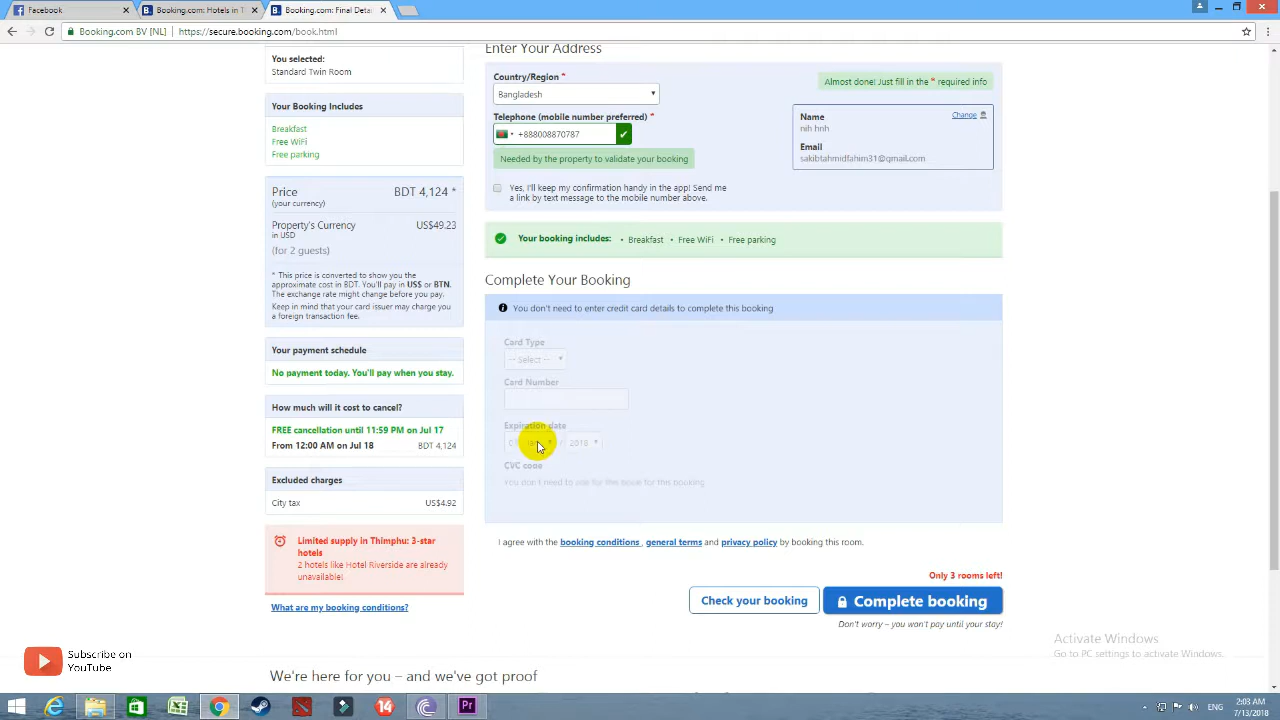 Facebook
Booking.com: Hotels in T
Booking.com: Final Detai
Booking.com BV [NL]
https://secure.booking.com/book.html
You selected:
Standard Twin Room
Your Booking Includes
Breakfast
Free WiFi
Free parking
Price
BDT 4,124 *
(your currency)
Property's Currency
US$49.23
in USD
(for 2 guests)
* This price is converted to show you the
approximate cost in BDT. You'll pay in US$ or BTN.
The exchange rate might change before you pay.
Keep in mind that your card issuer may charge you
a foreign transaction fee.
Your payment schedule
No payment today. You'll pay when you stay.
How much will it cost to cancel?
FREE cancellation until 11:59 PM on Jul 17
From 12:00 AM on Jul 18
BDT 4,124
Excluded charges
City tax
US$4.92
Limited supply in Thimphu: 3-star
hotels
2 hotels like Hotel Riverside are already
unavailable!
What are my booking conditions?
Enter Your Address
Country/Region *
Bangladesh
Telephone (mobile number preferred) *
+888008870787
Needed by the property to validate your booking
Yes, I'll keep my confirmation handy in the app! Send me
a link by text message to the mobile number above.
Almost done! Just fill in the * required info
Name
Change
nih hnh
Email
sakibtahmidfahim31@gmail.com
Your booking includes:
• Breakfast • Free WiFi • Free parking
Complete Your Booking
You don't need to enter credit card details to complete this booking
Card Type
-- Select --
Card Number
Expiration date
/ 2018
CVC code
I agree with the booking conditions , general terms and privacy policy by booking this room.
Only 3 rooms left!
Check your booking
Complete booking
Don't worry – you won't pay until your stay!
We're here for you – and we've got proof
Subscribe on
YouTube
Activate Windows
Go to PC settings to activate Windows.
14
Pr
ENG
2:03 AM
7/13/2018